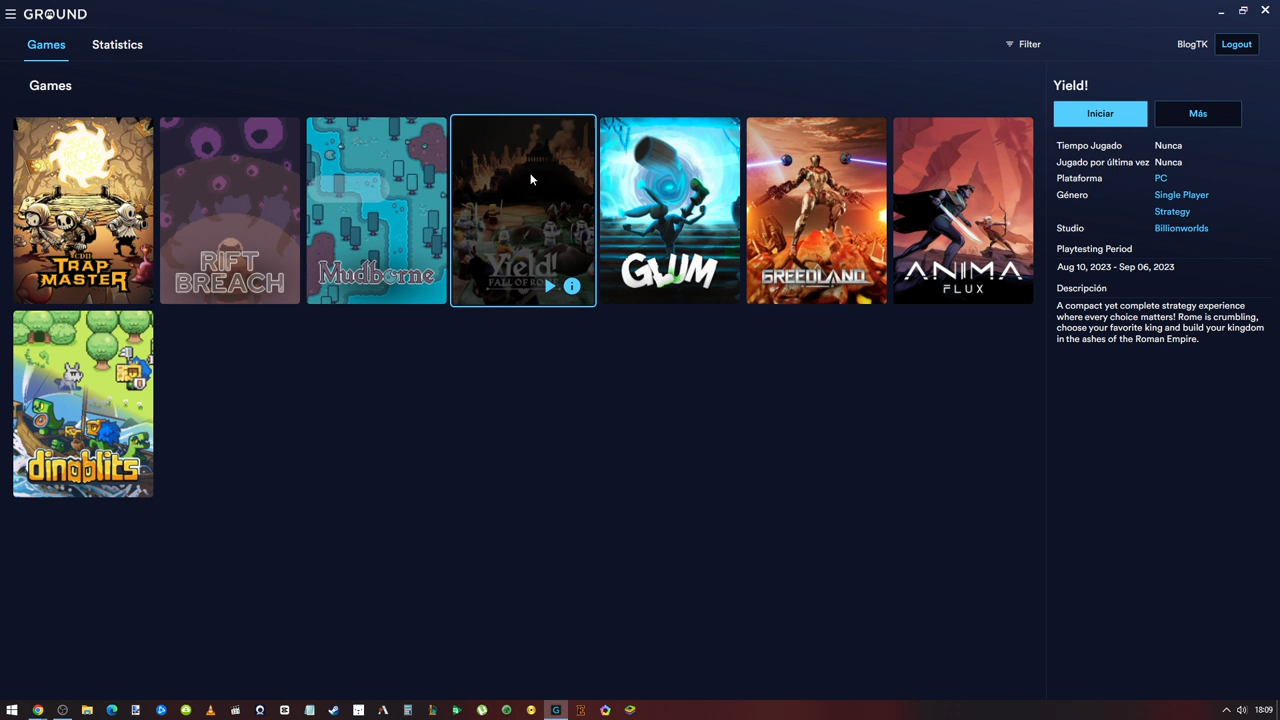 GROUND
Games
Statistics
Filter
BlogTK
Logout
Games
TRAP
MASTER
RIFT
BREACH
Mudborne
Yield!
FALL OF ROME
GLUM
GREEDLAND
ANIMA
FLUX
dinoblits
Yield!
Iniciar
Más
Tiempo Jugado Nunca
Jugado por última vez Nunca
Plataforma PC
Género Single Player
Strategy
Studio Billionworlds
Playtesting Period
Aug 10, 2023 - Sep 06, 2023
Descripción
A compact yet complete strategy experience
where every choice matters! Rome is crumbling,
choose your favorite king and build your kingdom
in the ashes of the Roman Empire.
18:09